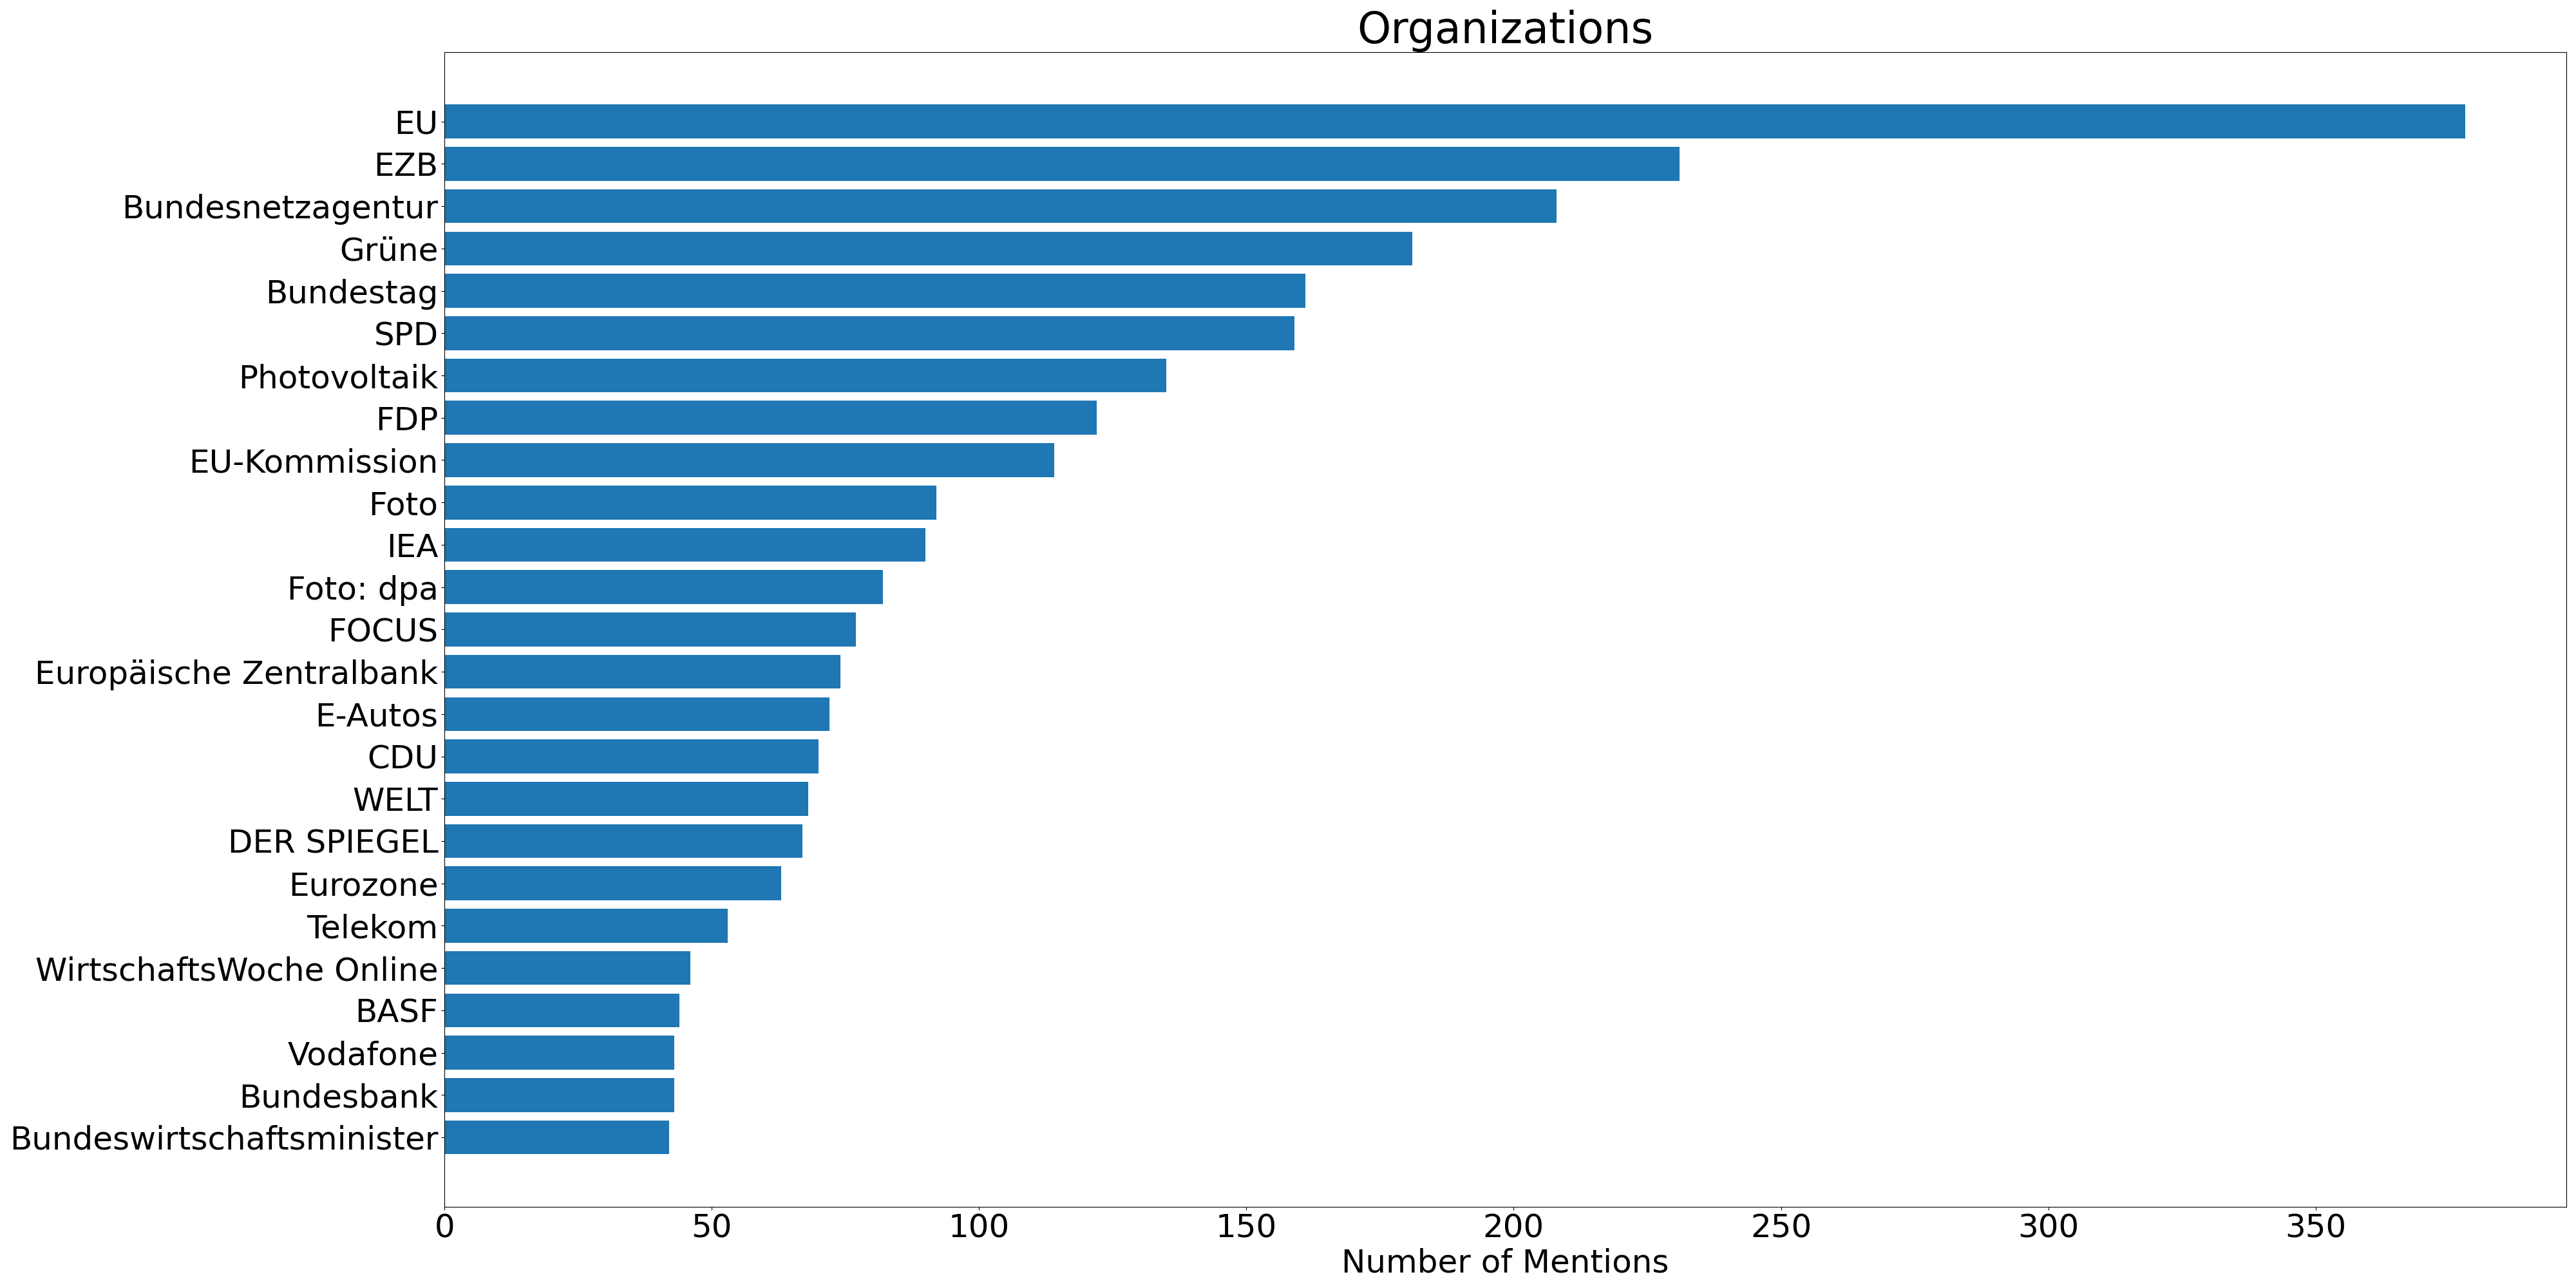 Organizations
EU
EZB
Bundesnetzagentur
Grüne
Bundestag
SPD
Photovoltaik
FDP
EU-Kommission
Foto
IEA
Foto: dpa
FOCUS
Europäische Zentralbank
E-Autos
CDU
WELT
DER SPIEGEL
Eurozone
Telekom
WirtschaftsWoche Online
BASF
Vodafone
Bundesbank
Bundeswirtschaftsminister
0 50 100 150 200 250 300 350
Number of Mentions